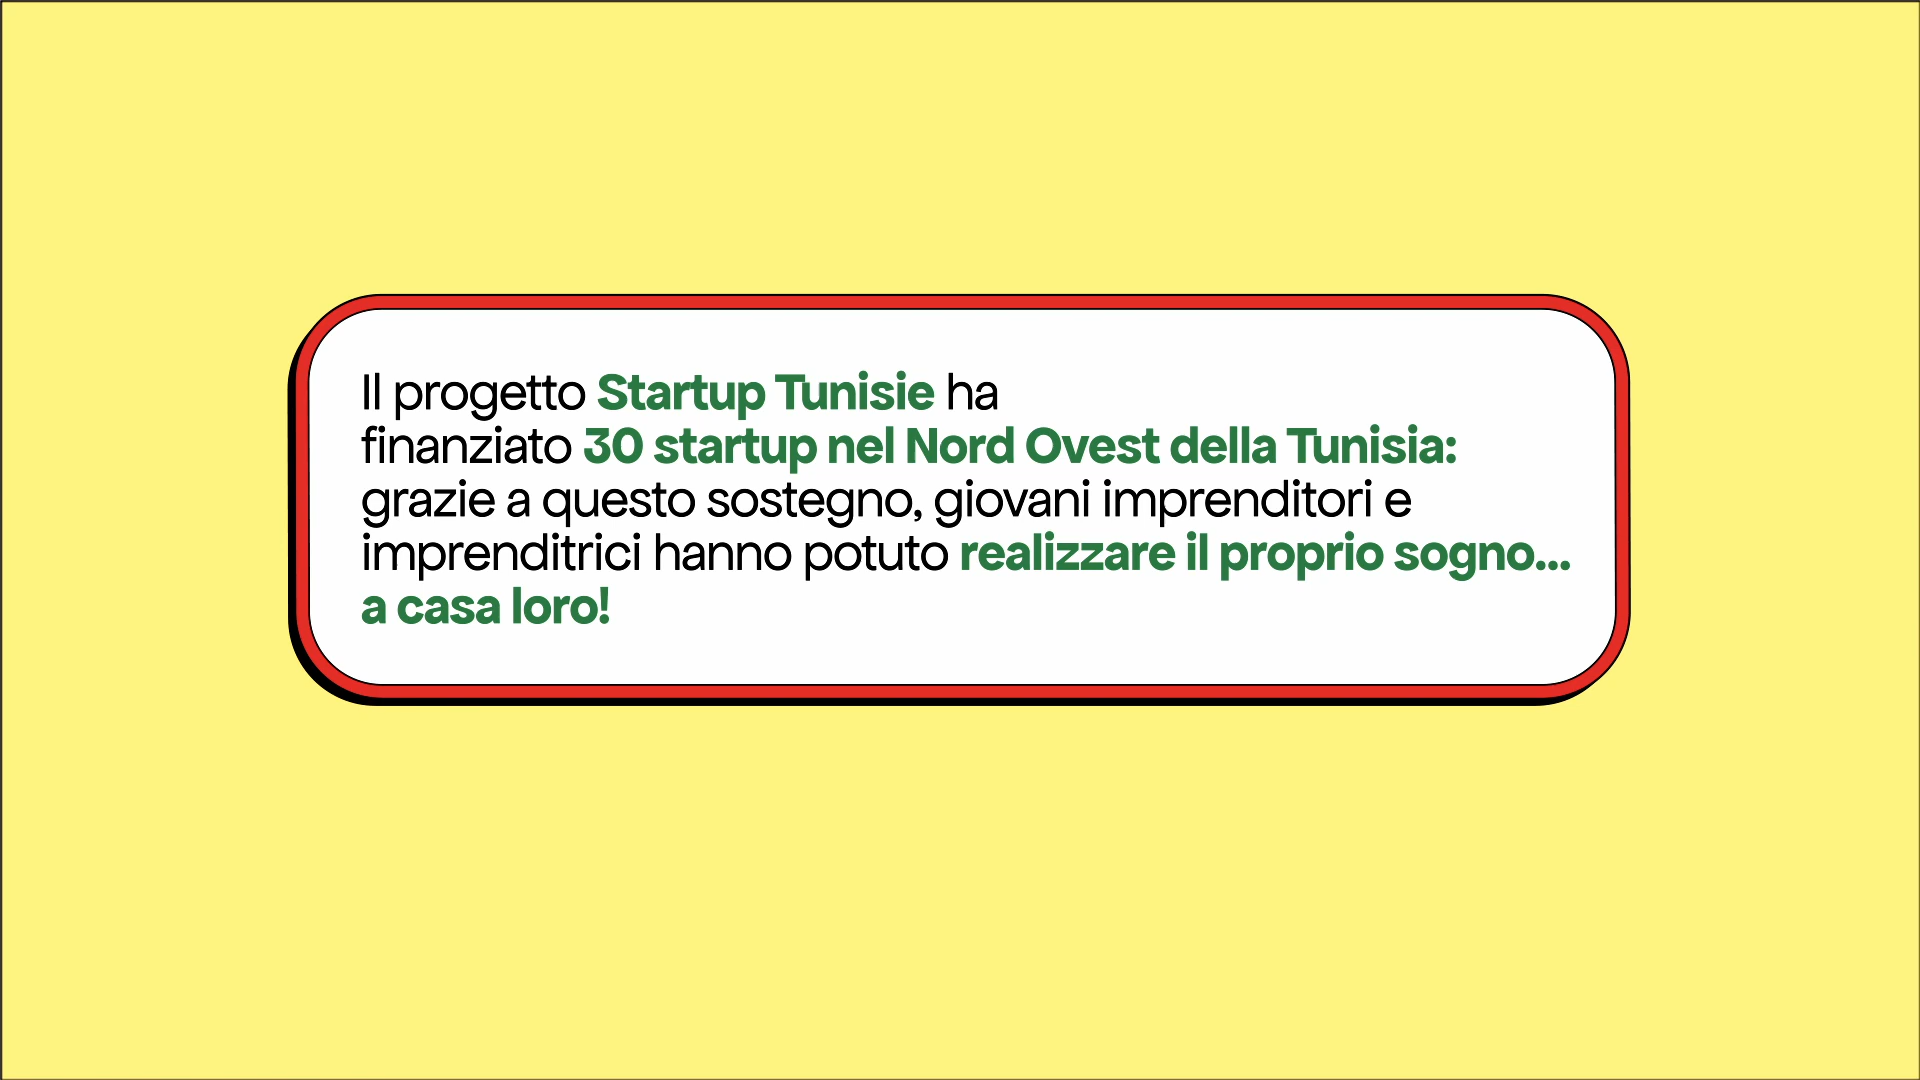 Il progetto Startup Tunisie ha
finanziato 30 startup nel Nord Ovest della Tunisia:
grazie a questo sostegno, giovani imprenditori e
imprenditrici hanno potuto realizzare il proprio sogno...
a casa loro!